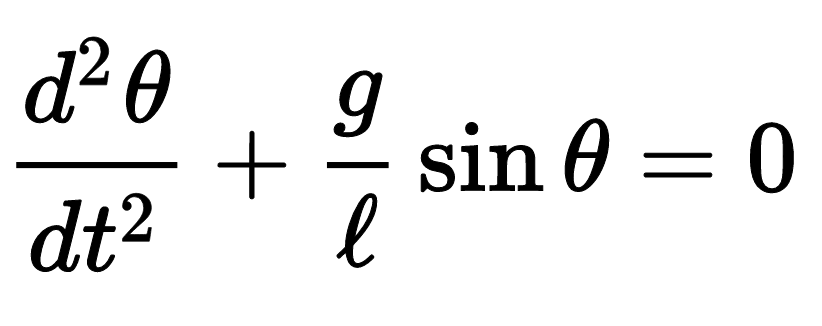 d²θ/dt² + g/ℓ sin θ = 0